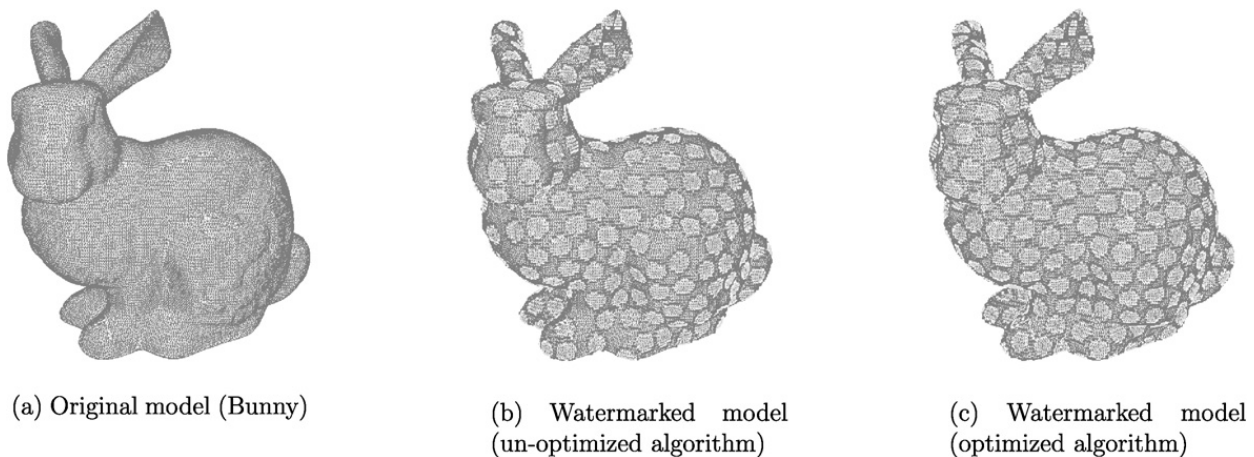 (a) Original model (Bunny)
(b) Watermarked model
(un-optimized algorithm)
(c) Watermarked model
(optimized algorithm)